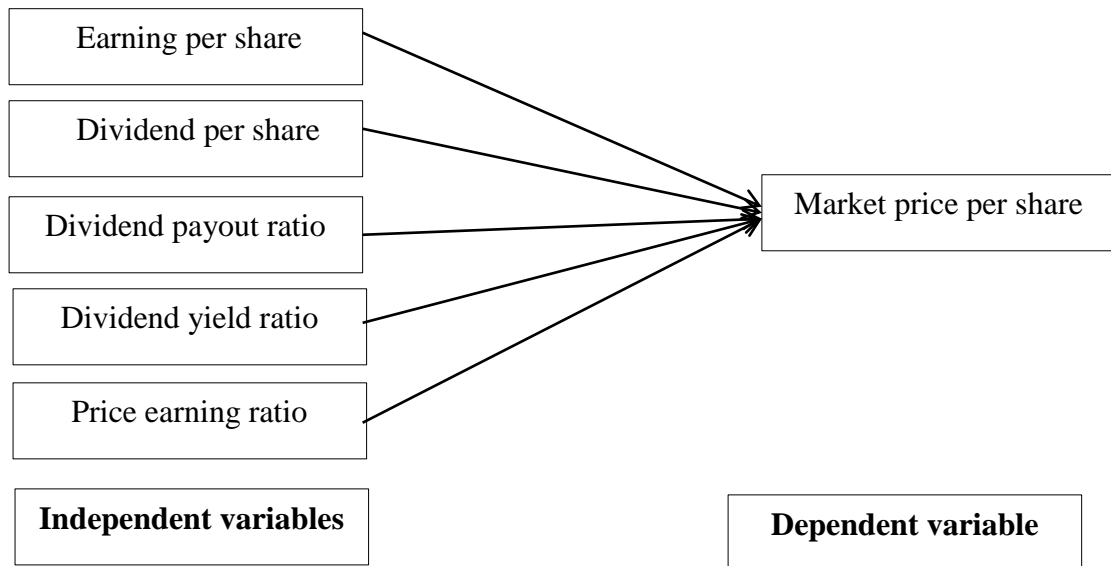 Earning per share
Dividend per share
Dividend payout ratio
Dividend yield ratio
Price earning ratio
Market price per share
Independent variables
Dependent variable